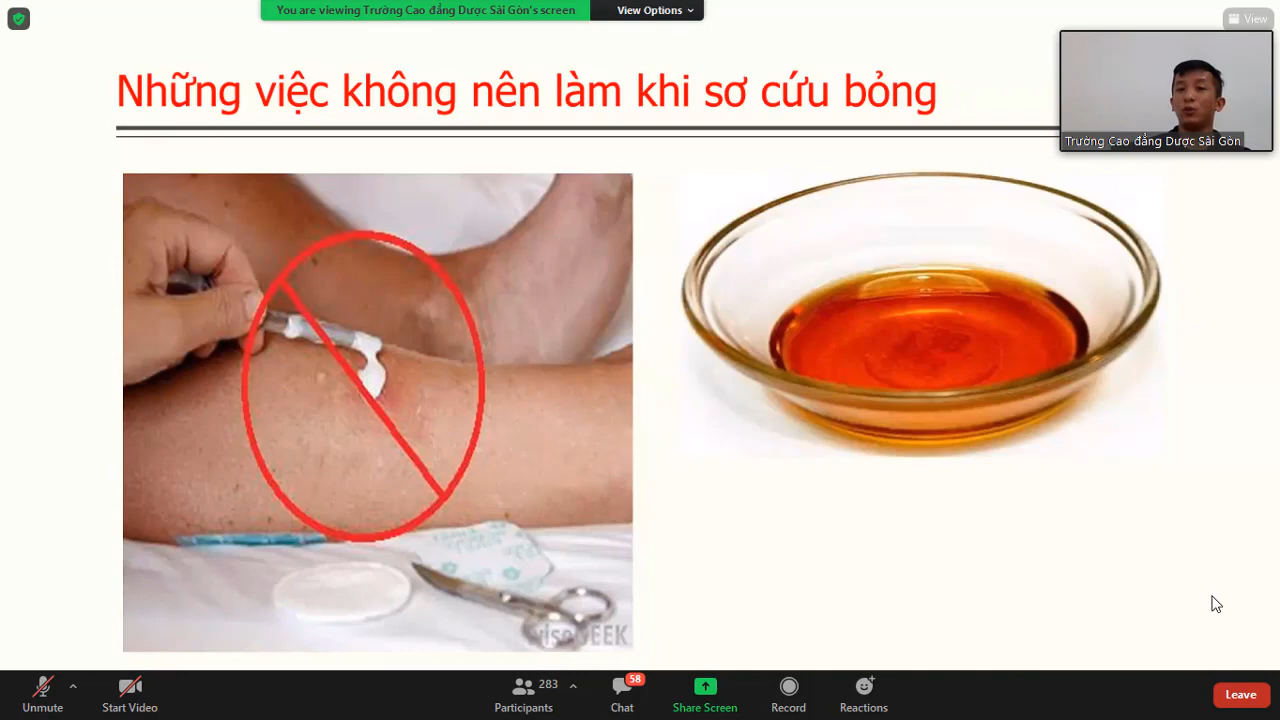 You are viewing Trường Cao đẳng Dược Sài Gòn's screen
View Options
View
Những việc không nên làm khi sơ cứu bỏng
Trường Cao đẳng Dược Sài Gòn
wiseGEEK
Unmute
Start Video
283
Participants
58
Chat
Share Screen
Record
Reactions
Leave